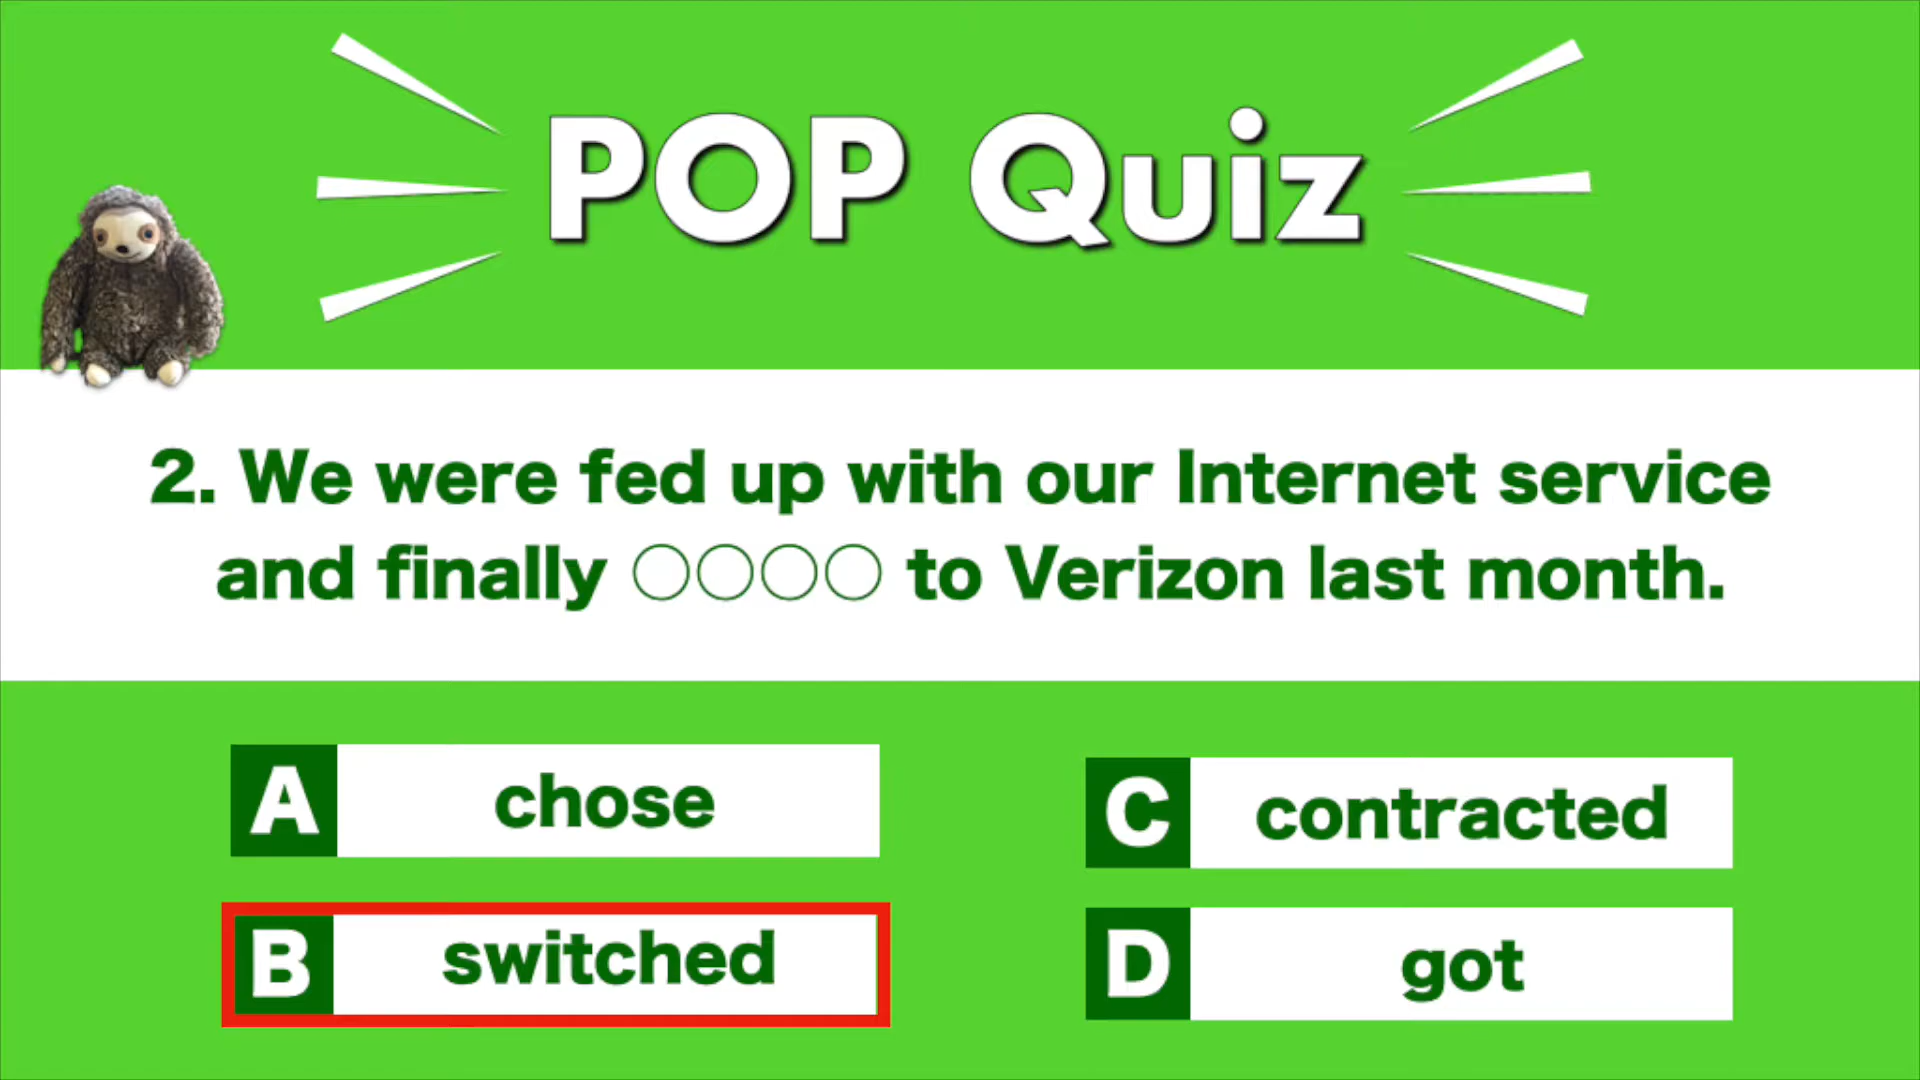 POP Quiz
2. We were fed up with our Internet service
and finally ○○○○ to Verizon last month.
A chose
B switched
C contracted
D got